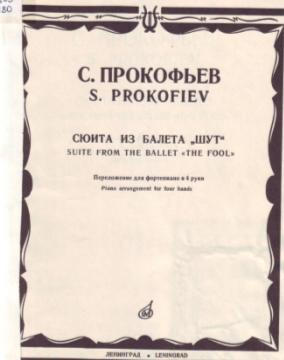 80
С. ПРОКОФЬЕВ
S. PROKOFIEV
СЮИТА ИЗ БАЛЕТА „ШУТ“
SUITE FROM THE BALLET «THE FOOL»
Переложение для фортепиано в 4 руки
Piano arrangement for four hands
ЛЕНИНГРАД • LENINGRAD